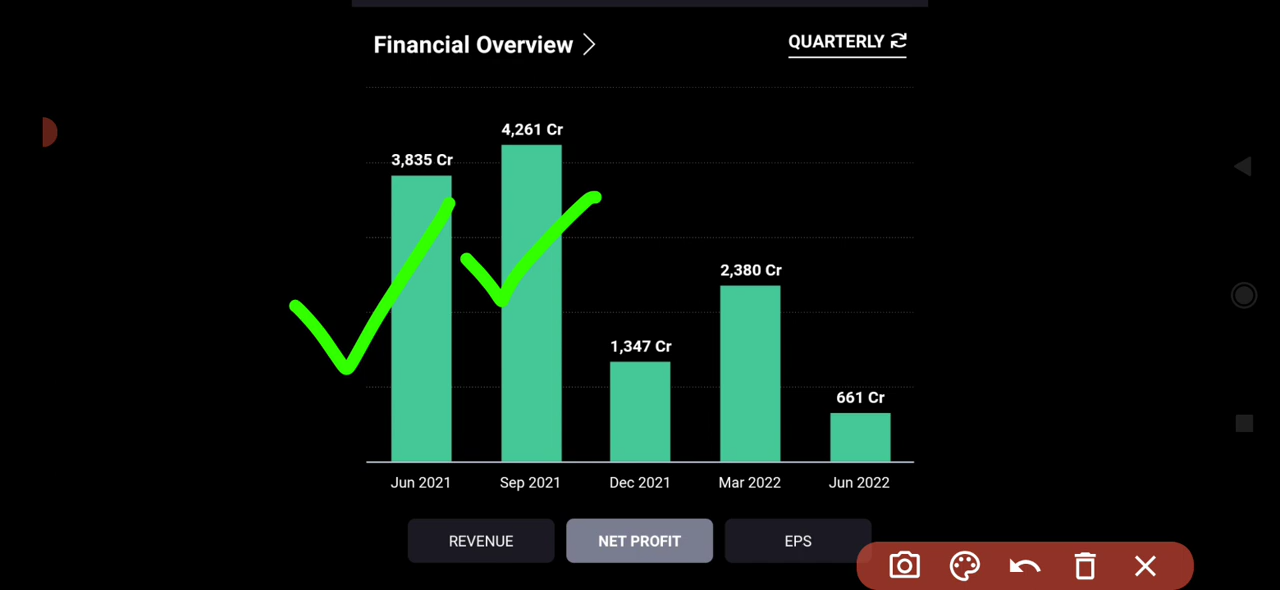 Financial Overview
QUARTERLY
4,261 Cr
3,835 Cr
2,380 Cr
1,347 Cr
661 Cr
Jun 2021 Sep 2021 Dec 2021 Mar 2022 Jun 2022
REVENUE NET PROFIT EPS